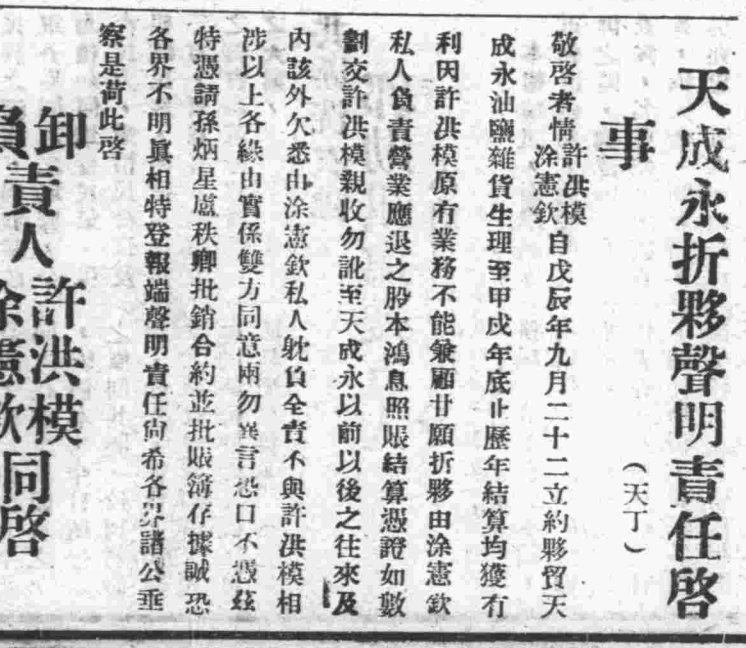 天成永折夥聲明責任啓
事
(天丁)
敬啓者情許洪模涂憲欽自戊辰年九月二十二立約夥貿天
成永油鹽雜貨生理至甲戍年底止歷年結算均獲有
利因許洪模原有業務不能兼顧甘願折夥由涂憲欽
私人負責營業應退之股本鴻息照賬結算憑證如數
劃交許洪模親收勿訛至天成永以前以後之往來及
內該外欠悉由涂憲欽私人躭負全責不與許洪模相
涉以上各緣由實係雙方同意兩勿異言恐口不憑茲
特憑請孫炳星盧秩卿批銷合約並批賬簿存據誠恐
各界不明眞相特登報端聲明責任尙希各界諸公垂
察是荷此啓
卸責人許洪模
負責人涂憲欽同啓